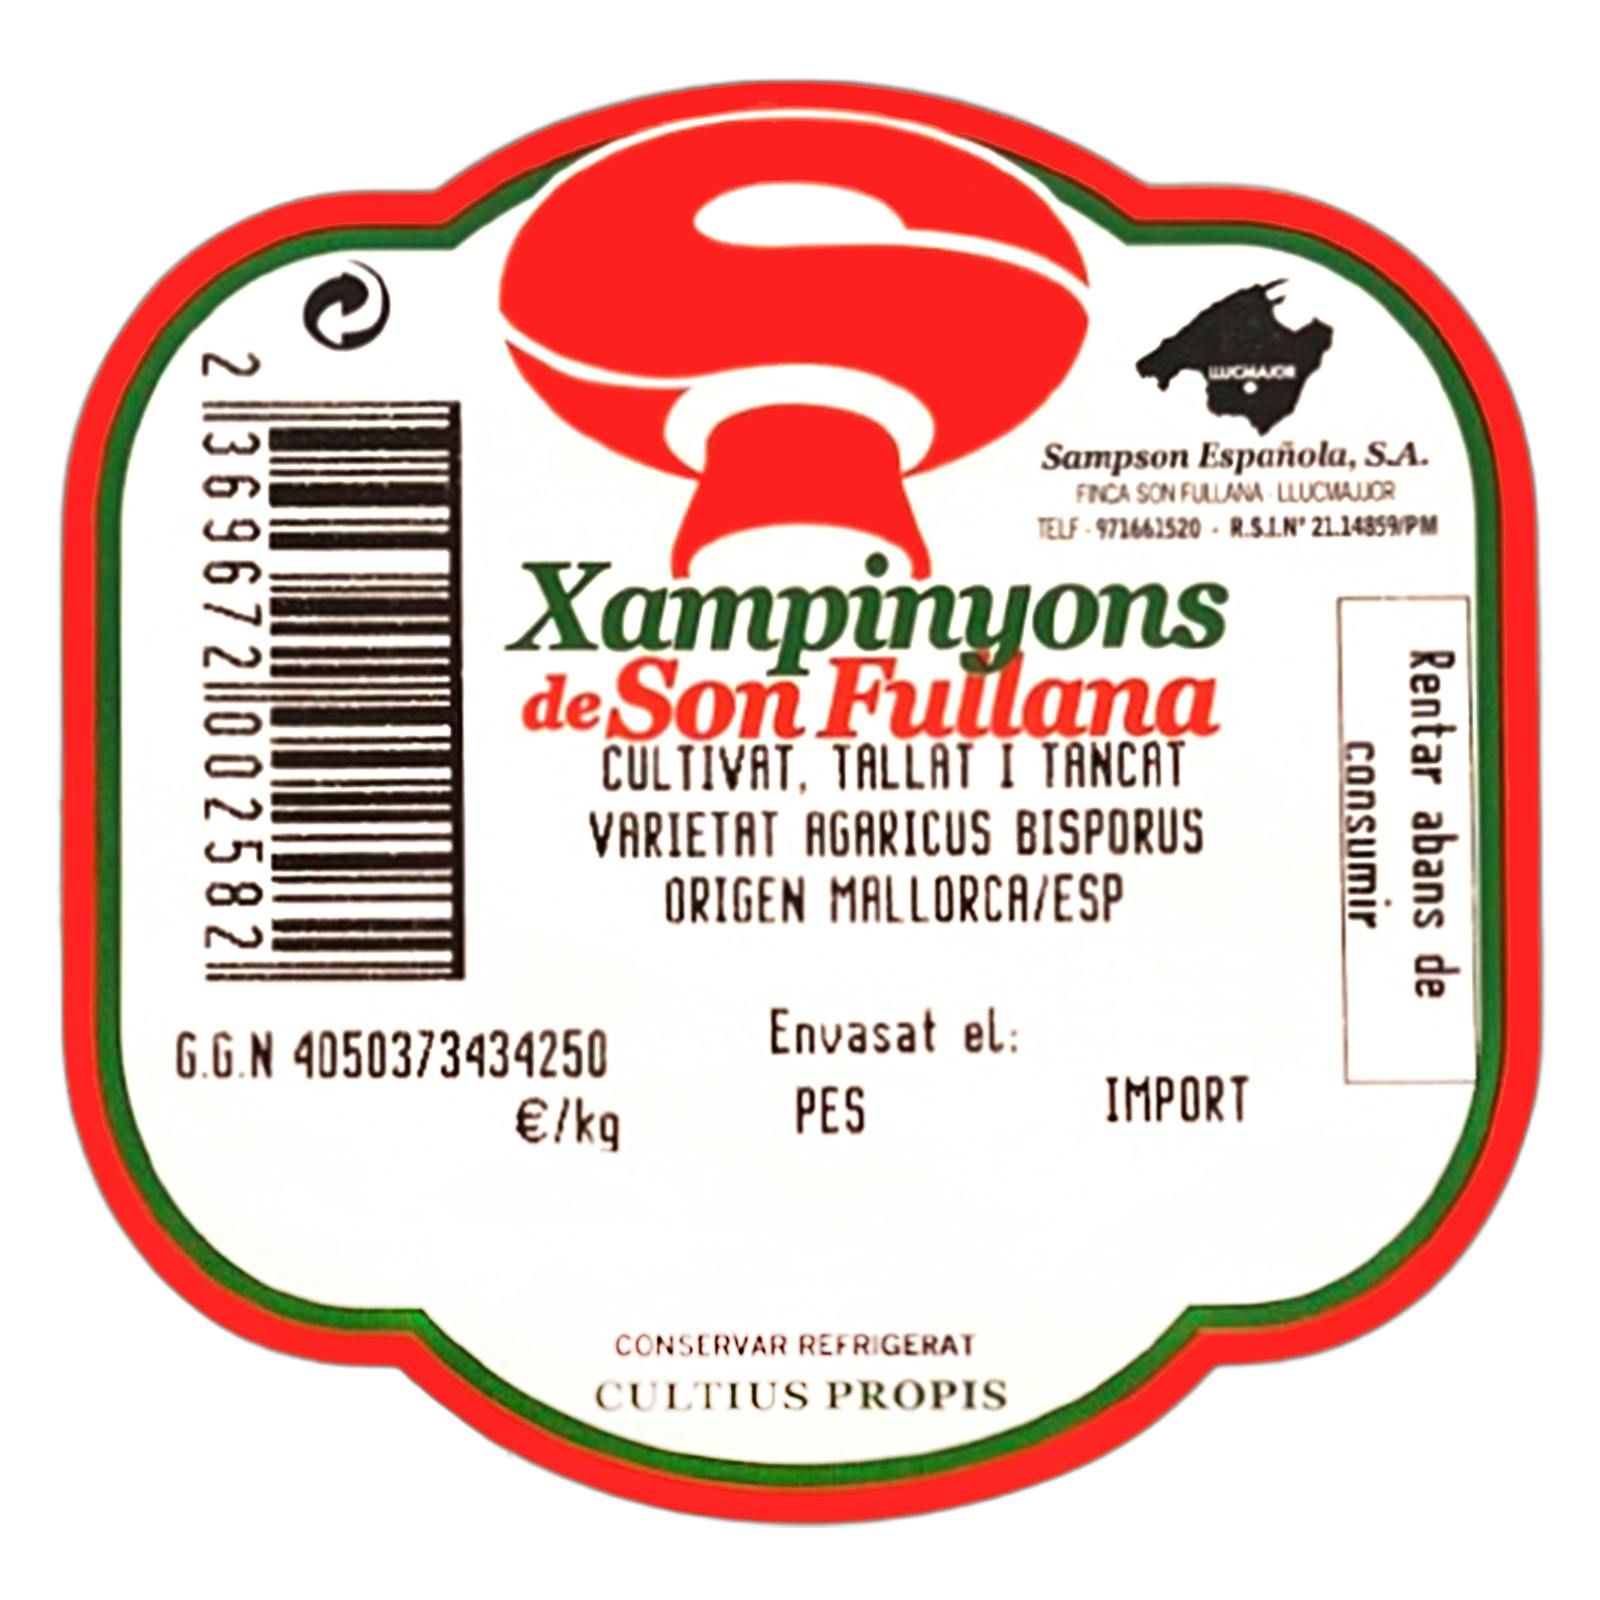 LLUCMAJOR
Sampson Española, S.A.
FINCA SON FULLANA · LLUCMAJOR
TELF · 971661520 - R.S.I.Nº 21.14859/PM
2 369672 002582
Xampinyons
de Son Fullana
CULTIVAT, TALLAT I TANCAT
VARIETAT AGARICUS BISPORUS
ORIGEN MALLORCA/ESP
Rentar abans de
consumir
G.G.N 4050373434250
Envasat el:
€/kg
PES
IMPORT
CONSERVAR REFRIGERAT
CULTIUS PROPIS